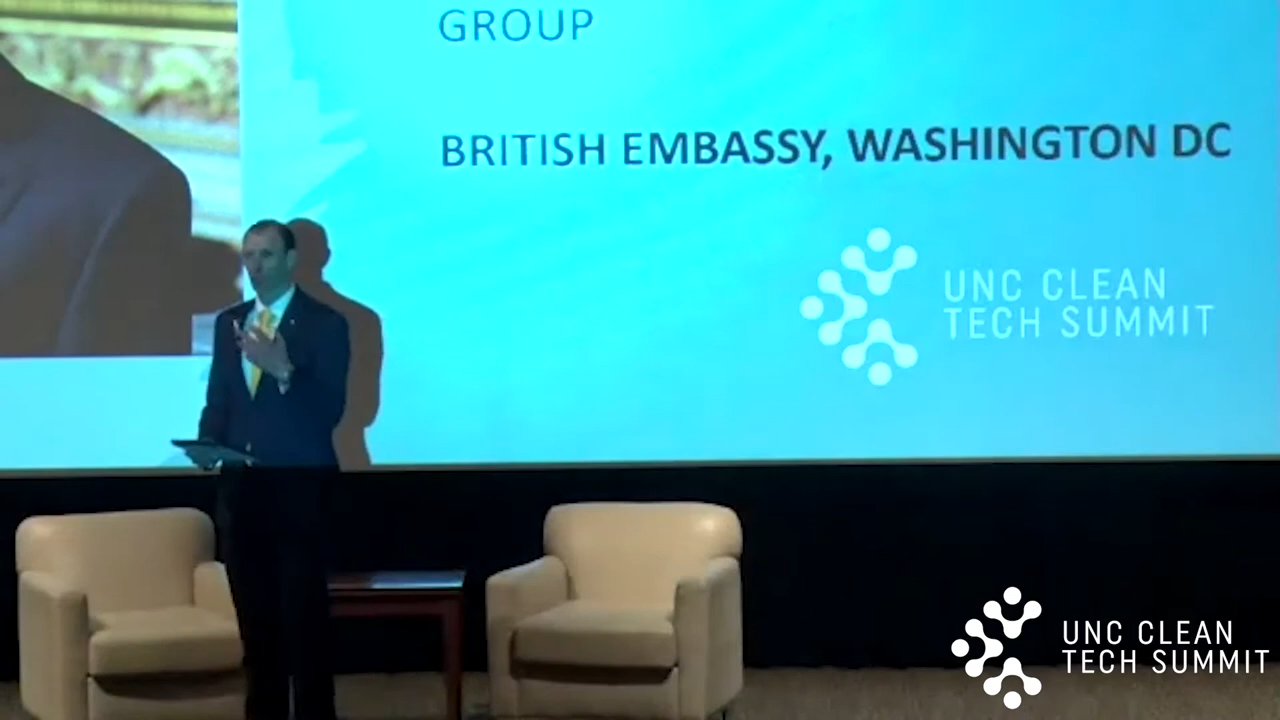 GROUP
BRITISH EMBASSY, WASHINGTON DC
UNC CLEAN
TECH SUMMIT
UNC CLEAN
TECH SUMMIT